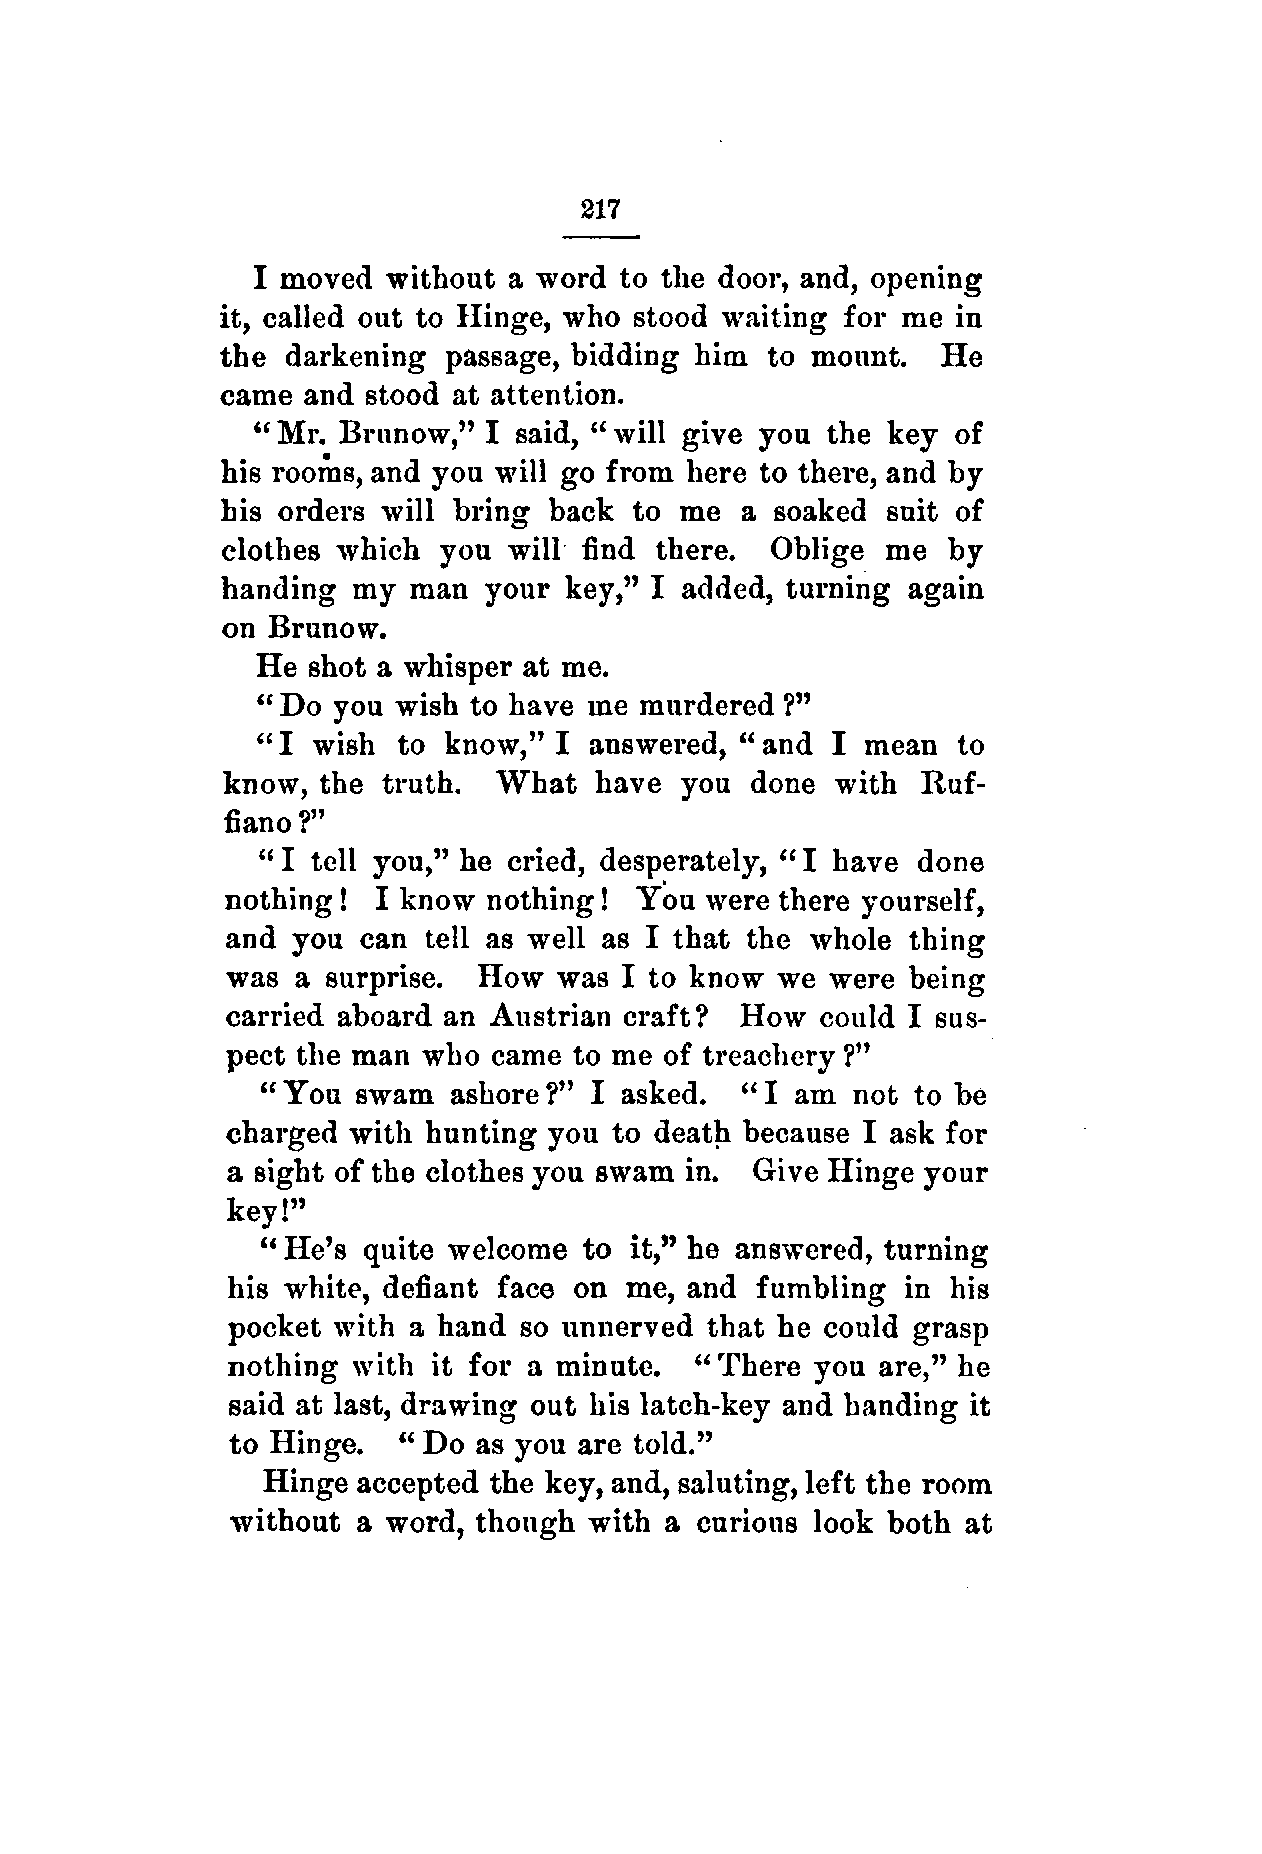 217
I moved without a word to the door, and, opening
it, called out to Hinge, who stood waiting for me in
the darkening passage, bidding him to mount. He
came and stood at attention.
"Mr. Brunow," I said, "will give you the key of
his rooms, and you will go from here to there, and by
his orders will bring back to me a soaked suit of
clothes which you will find there. Oblige me by
handing my man your key," I added, turning again
on Brunow.
He shot a whisper at me.
"Do you wish to have me murdered?"
"I wish to know," I answered, "and I mean to
know, the truth. What have you done with Ruf-
fiano?"
"I tell you," he cried, desperately, "I have done
nothing! I know nothing! You were there yourself,
and you can tell as well as I that the whole thing
was a surprise. How was I to know we were being
carried aboard an Austrian craft? How could I sus-
pect the man who came to me of treachery?"
"You swam ashore?" I asked. "I am not to be
charged with hunting you to death because I ask for
a sight of the clothes you swam in. Give Hinge your
key!"
"He's quite welcome to it," he answered, turning
his white, defiant face on me, and fumbling in his
pocket with a hand so unnerved that he could grasp
nothing with it for a minute. "There you are," he
said at last, drawing out his latch-key and handing it
to Hinge. "Do as you are told."
Hinge accepted the key, and, saluting, left the room
without a word, though with a curious look both at